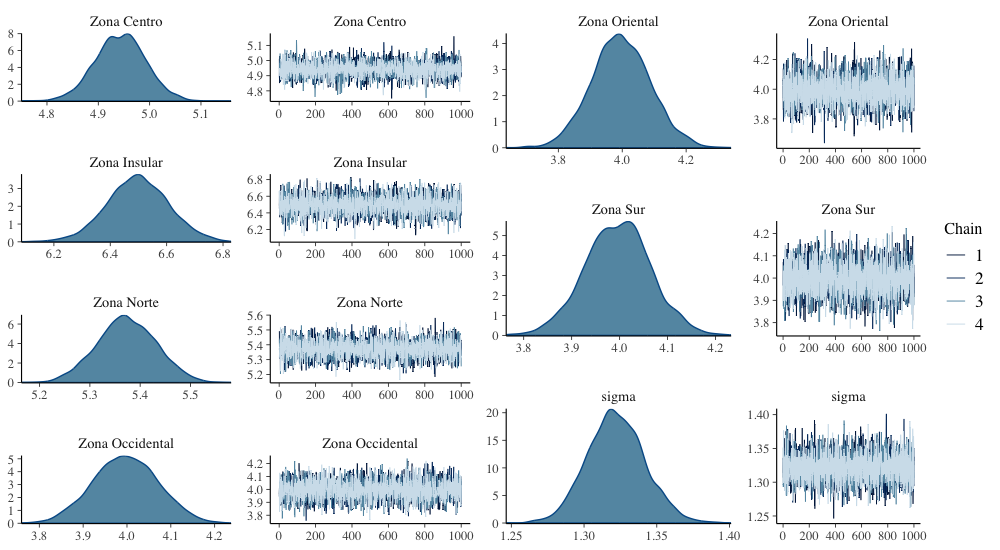 Zona Centro
8
6
4
2
0
4.8 4.9 5.0 5.1
Zona Centro
5.1
5.0
4.9
4.8
0 200 400 600 800 1000
Zona Insular
3
2
1
0
6.2 6.4 6.6 6.8
Zona Insular
6.8
6.6
6.4
6.2
0 200 400 600 800 1000
Zona Norte
6
4
2
0
5.2 5.3 5.4 5.5
Zona Norte
5.6
5.5
5.4
5.3
5.2
0 200 400 600 800 1000
Zona Occidental
5
4
3
2
1
0
3.8 3.9 4.0 4.1 4.2
Zona Occidental
4.2
4.1
4.0
3.9
3.8
0 200 400 600 800 1000
Zona Oriental
4
3
2
1
0
3.8 4.0 4.2
Zona Oriental
4.2
4.0
3.8
0 200 400 600 800 1000
Zona Sur
5
4
3
2
1
0
3.8 3.9 4.0 4.1 4.2
Zona Sur
4.2
4.1
4.0
3.9
3.8
0 200 400 600 800 1000
sigma
20
15
10
5
0
1.25 1.30 1.35 1.40
sigma
1.40
1.35
1.30
1.25
0 200 400 600 800 1000
Chain
1
2
3
4